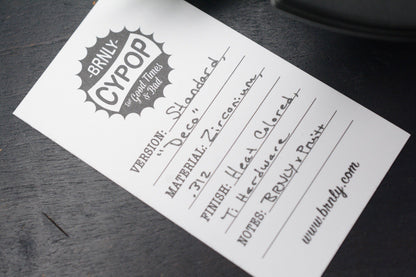 BRNLY
CYPOP
For Good Times
& Bad
VERSION: Standard,
"Deco"
MATERIAL: Zirconium,
.312
FINISH: Heat Colored,
Ti Hardware
NOTES: BRNLY x Pruitt
www.brnly.com